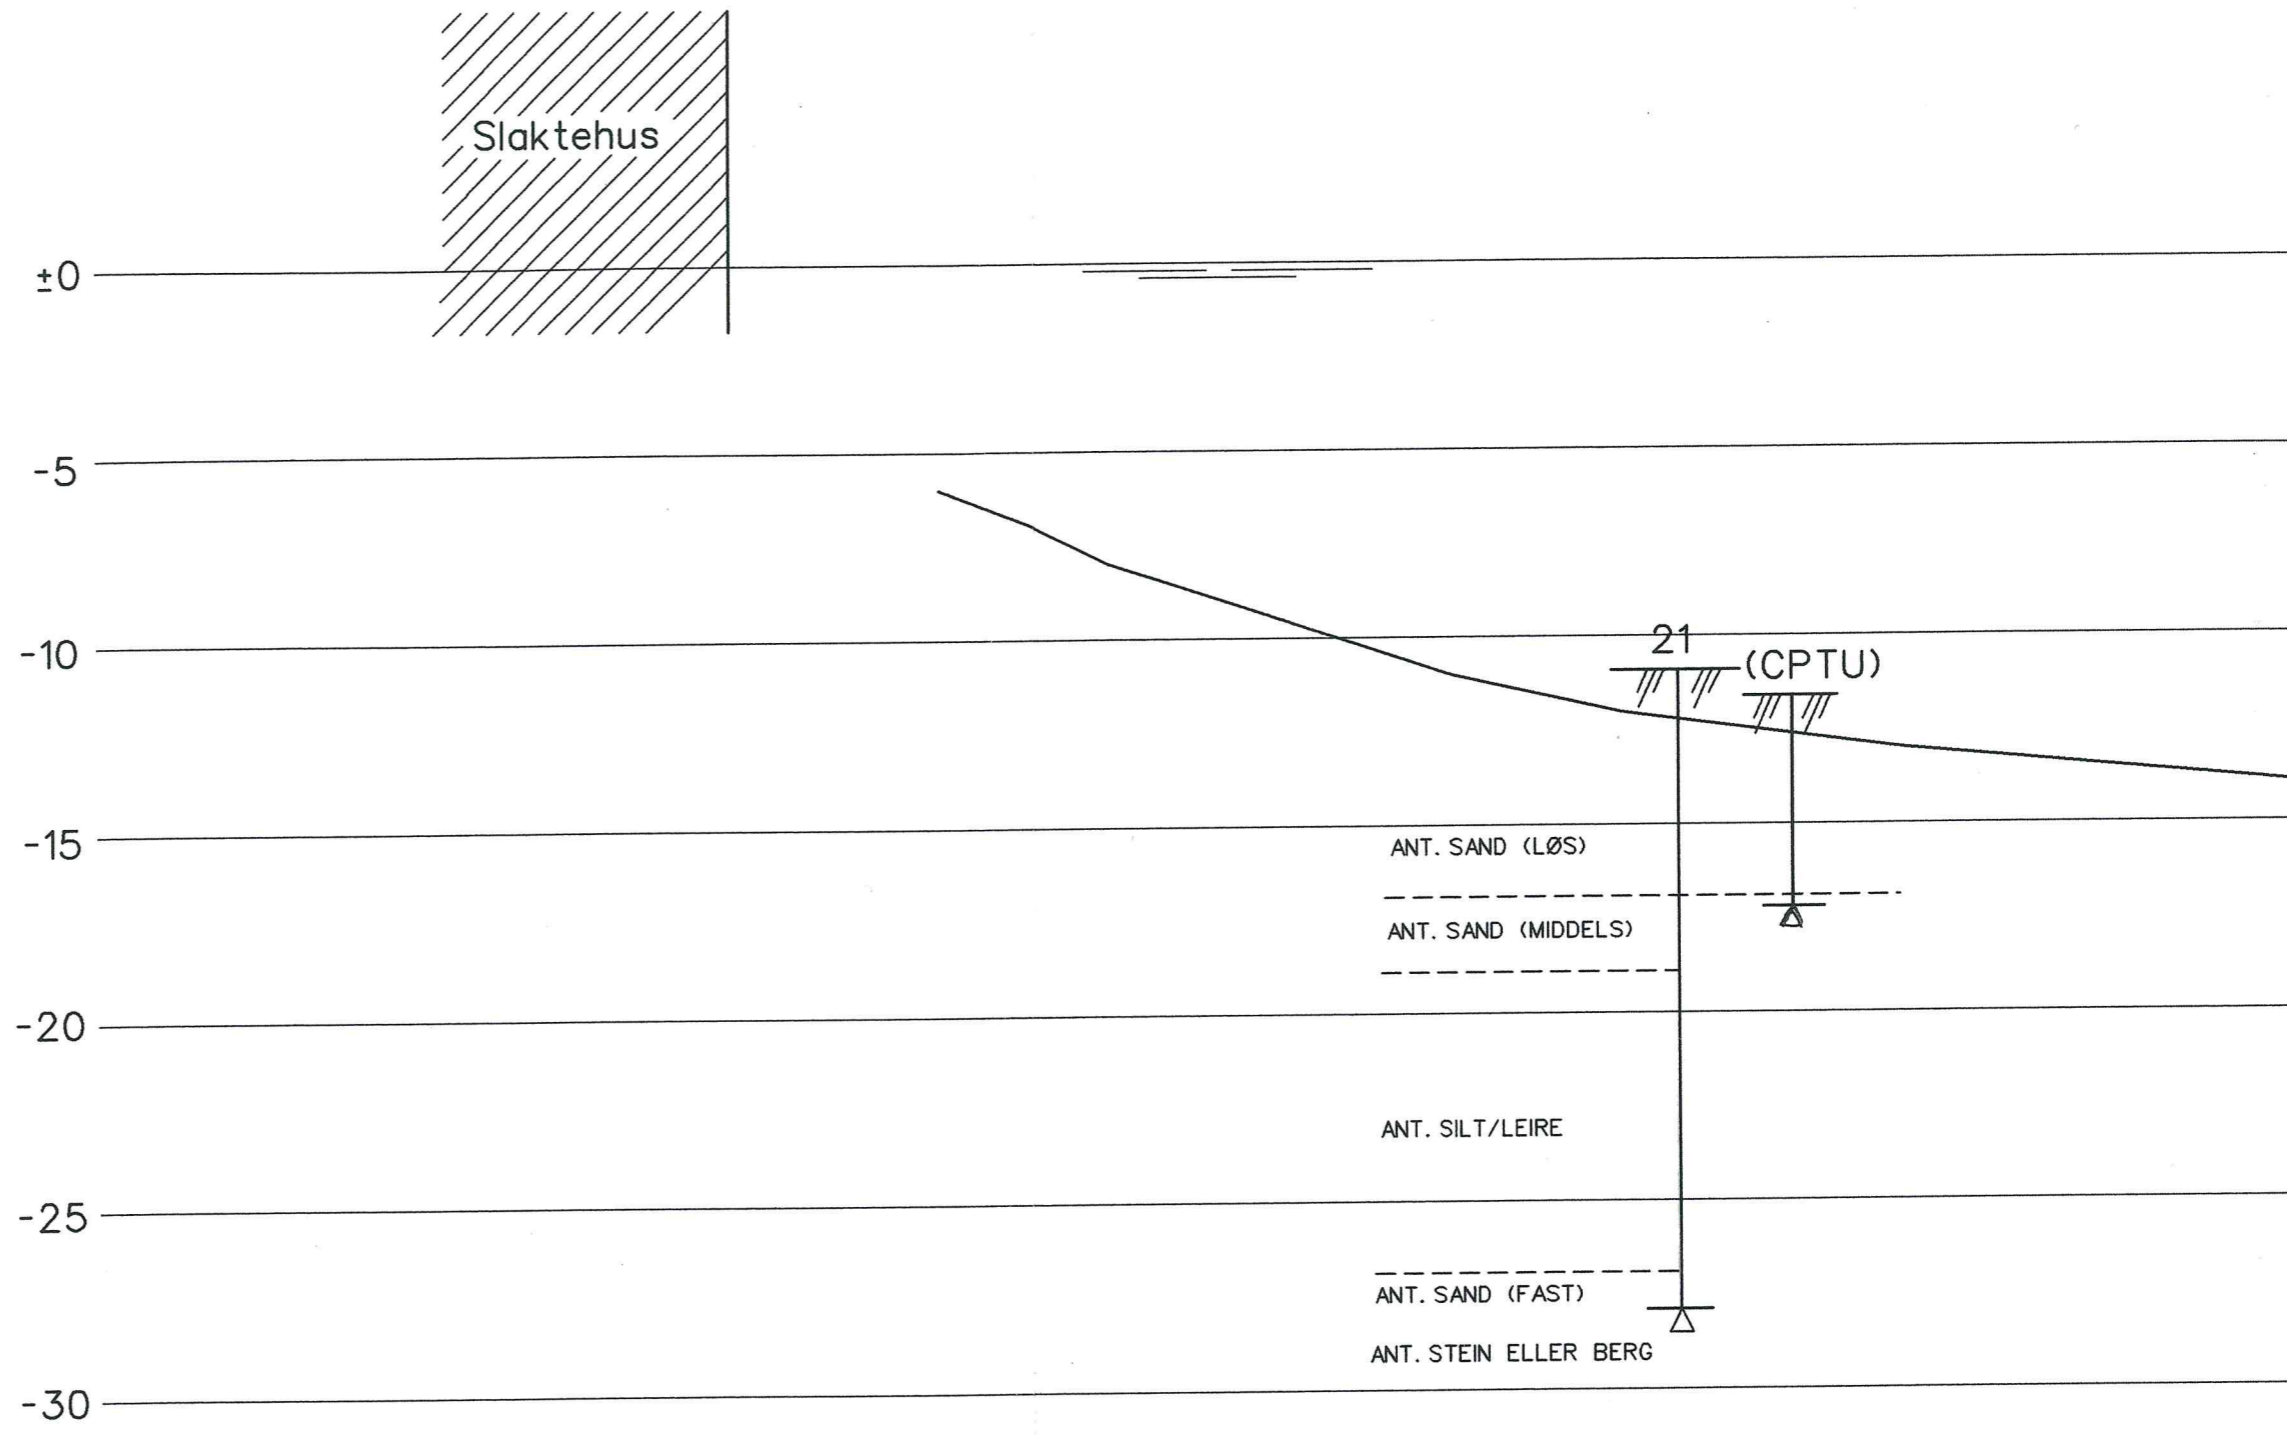 Slaktehus
±0
-5
-10
21
(CPTU)
-15
ANT. SAND (LØS)
ANT. SAND (MIDDELS)
-20
ANT. SILT/LEIRE
-25
ANT. SAND (FAST)
ANT. STEIN ELLER BERG
-30